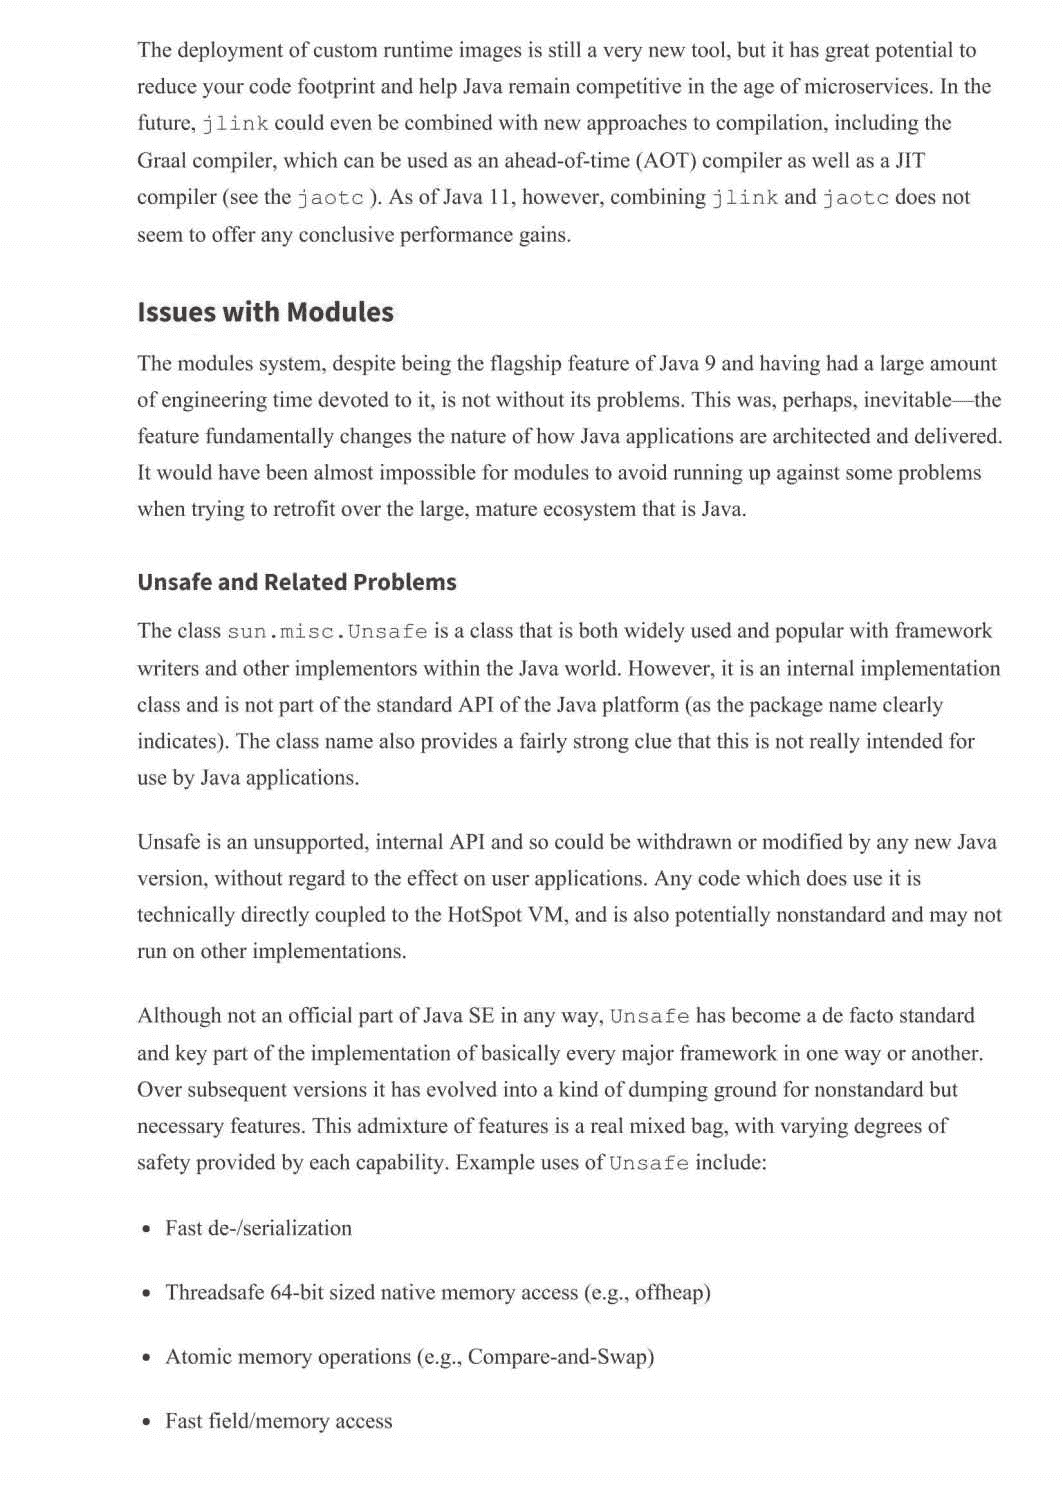 The deployment of custom runtime images is still a very new tool, but it has great potential to
reduce your code footprint and help Java remain competitive in the age of microservices. In the
future, jlink could even be combined with new approaches to compilation, including the
Graal compiler, which can be used as an ahead-of-time (AOT) compiler as well as a JIT
compiler (see the jaotc ). As of Java 11, however, combining jlink and jaotc does not
seem to offer any conclusive performance gains.
Issues with Modules
The modules system, despite being the flagship feature of Java 9 and having had a large amount
of engineering time devoted to it, is not without its problems. This was, perhaps, inevitable—the
feature fundamentally changes the nature of how Java applications are architected and delivered.
It would have been almost impossible for modules to avoid running up against some problems
when trying to retrofit over the large, mature ecosystem that is Java.
Unsafe and Related Problems
The class sun.misc.Unsafe is a class that is both widely used and popular with framework
writers and other implementors within the Java world. However, it is an internal implementation
class and is not part of the standard API of the Java platform (as the package name clearly
indicates). The class name also provides a fairly strong clue that this is not really intended for
use by Java applications.
Unsafe is an unsupported, internal API and so could be withdrawn or modified by any new Java
version, without regard to the effect on user applications. Any code which does use it is
technically directly coupled to the HotSpot VM, and is also potentially nonstandard and may not
run on other implementations.
Although not an official part of Java SE in any way, Unsafe has become a de facto standard
and key part of the implementation of basically every major framework in one way or another.
Over subsequent versions it has evolved into a kind of dumping ground for nonstandard but
necessary features. This admixture of features is a real mixed bag, with varying degrees of
safety provided by each capability. Example uses of Unsafe include:
• Fast de-/serialization
• Threadsafe 64-bit sized native memory access (e.g., offheap)
• Atomic memory operations (e.g., Compare-and-Swap)
• Fast field/memory access